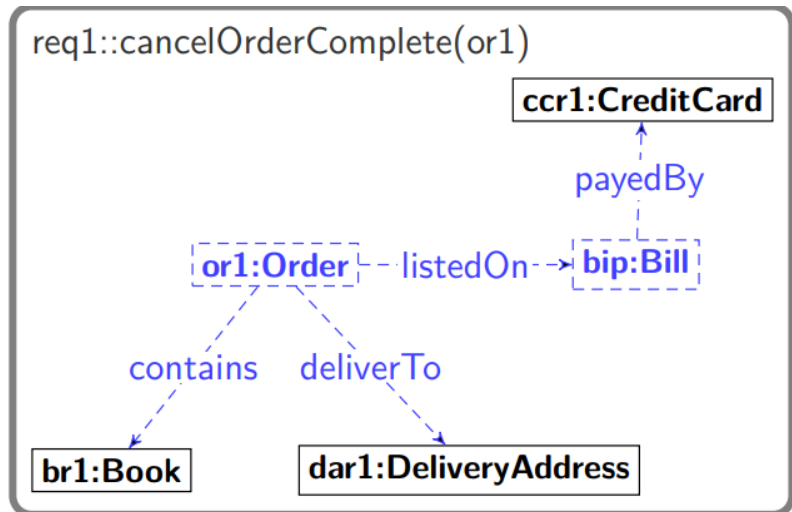 req1::cancelOrderComplete(or1)
ccr1:CreditCard
payedBy
or1:Order
listedOn
bip:Bill
contains
deliverTo
br1:Book
dar1:DeliveryAddress